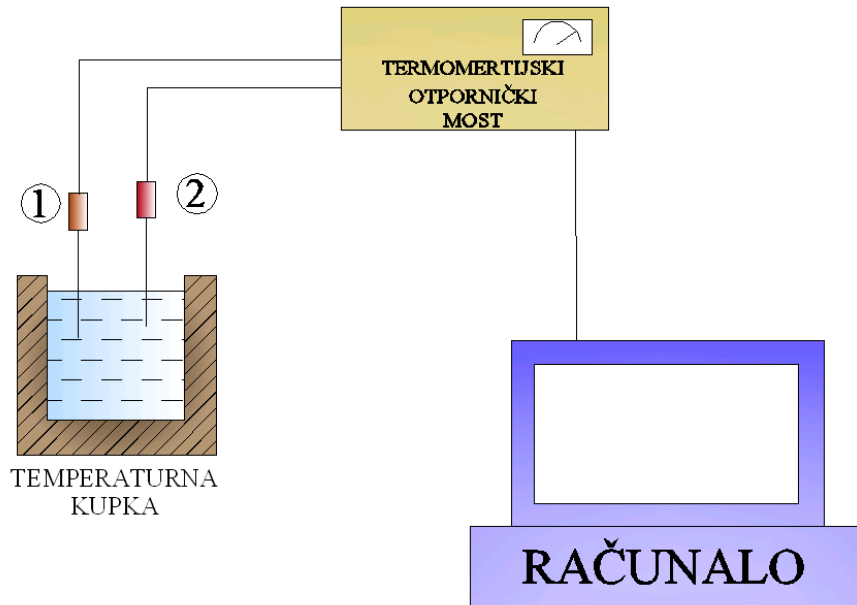 TERMOMERTIJSKI
OTPORNIČKI
MOST
1
2
TEMPERATURNA
KUPKA
RAČUNALO